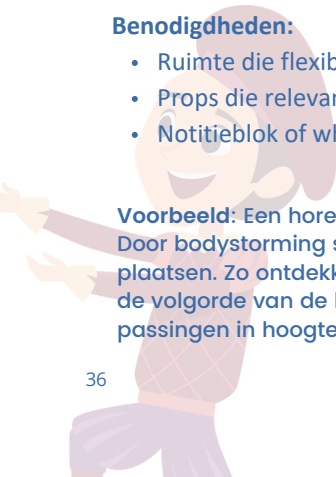 Benodigdheden:
• Ruimte die flexib
• Props die relevan
• Notitieblok of wh
Voorbeeld: Een hore
Door bodystorming s
plaatsen. Zo ontdekk
de volgorde van de
passingen in hoogte
36